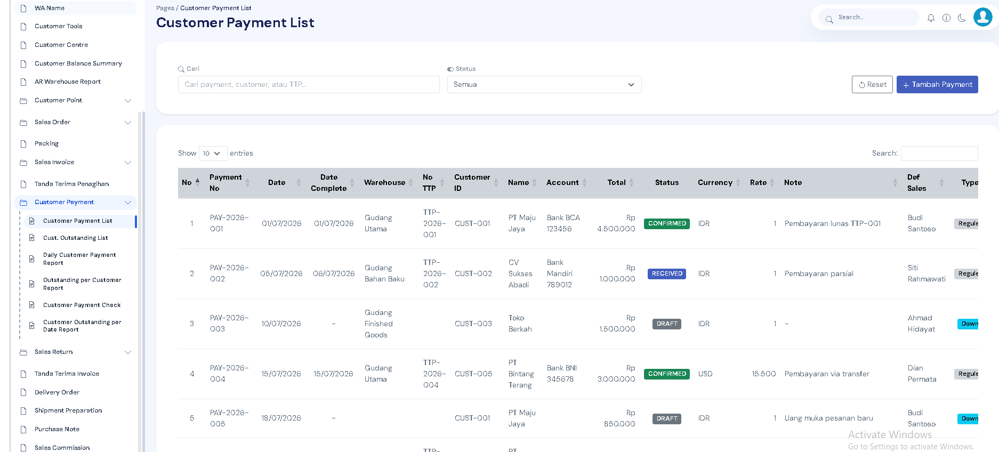 WA Name
Customer Tools
Customer Centre
Customer Balance Summary
AR Warehouse Report
Customer Point
Sales Order
Packing
Sales Invoice
Tanda Terima Penagihan
Customer Payment
Customer Payment List
Cust. Outstanding List
Daily Customer Payment
Report
Outstanding per Customer
Report
Customer Payment Check
Customer Outstanding per
Date Report
Sales Return
Tanda Terima Invoice
Delivery Order
Shipment Preparation
Purchase Note
Sales Commission
Pages / Customer Payment List
Customer Payment List
Search...
Cari
Cari payment, customer, atau TTP...
Status
Semua
Reset
+ Tambah Payment
Show 10 entries
Search:
No Payment No Date Date Complete Warehouse No TTP Customer ID Name Account Total Status Currency Rate Note Def Sales Type
1 PAY-2026-001 01/07/2026 01/07/2026 Gudang Utama TTP-2026-001 CUST-001 PT Maju Jaya Bank BCA 123456 Rp 4.500.000 CONFIRMED IDR 1 Pembayaran lunas TTP-001 Budi Santoso Regule
2 PAY-2026-002 05/07/2026 06/07/2026 Gudang Bahan Baku TTP-2026-002 CUST-002 CV Sukses Abadi Bank Mandiri 789012 Rp 1.000.000 RECEIVED IDR 1 Pembayaran parsial Siti Rahmawati Regule
3 PAY-2026-003 10/07/2026 - Gudang Finished Goods CUST-003 Toko Berkah Rp 1.500.000 DRAFT IDR 1 - Ahmad Hidayat Down
4 PAY-2026-004 15/07/2026 15/07/2026 Gudang Utama TTP-2026-004 CUST-005 PT Bintang Terang Bank BNI 345678 Rp 3.000.000 CONFIRMED USD 15.500 Pembayaran via transfer Dian Permata Regule
5 PAY-2026-005 18/07/2026 - CUST-001 PT Maju Jaya Rp 850.000 DRAFT IDR 1 Uang muka pesanan baru Budi Santoso Down
TTP- PT
Activate Windows
Go to Settings to activate Windows.